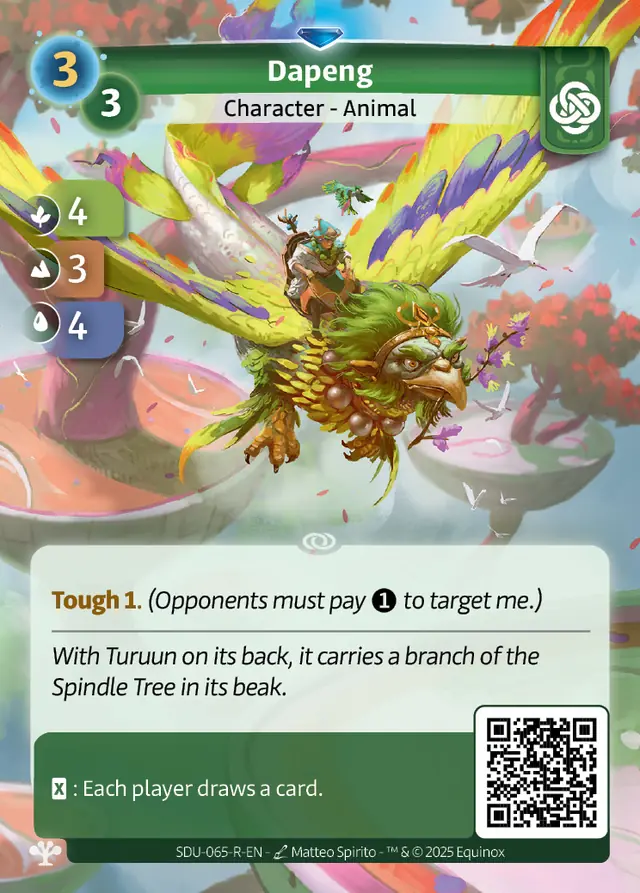 3
Dapeng
3
Character - Animal
4
3
4
Tough 1. (Opponents must pay 1 to target me.)
With Turuun on its back, it carries a branch of the
Spindle Tree in its beak.
X : Each player draws a card.
SDU-065-R-EN - Matteo Spirito - ™ & © 2025 Equinox